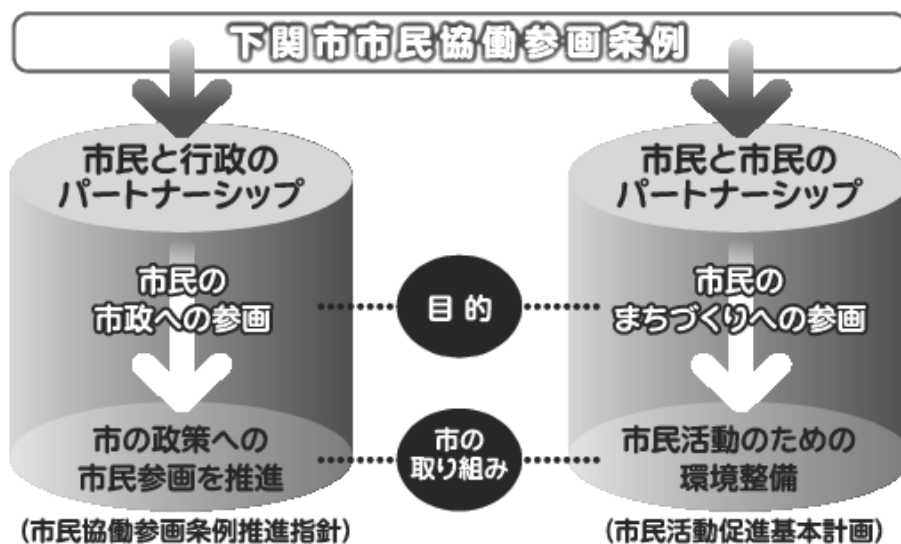 下関市市民協働参画条例
市民と行政の
パートナーシップ
市民の
市政への参画
市の政策への
市民参画を推進
(市民協働参画条例推進指針)
目的
市の
取り組み
市民と市民の
パートナーシップ
市民の
まちづくりへの参画
市民活動のための
環境整備
(市民活動促進基本計画)